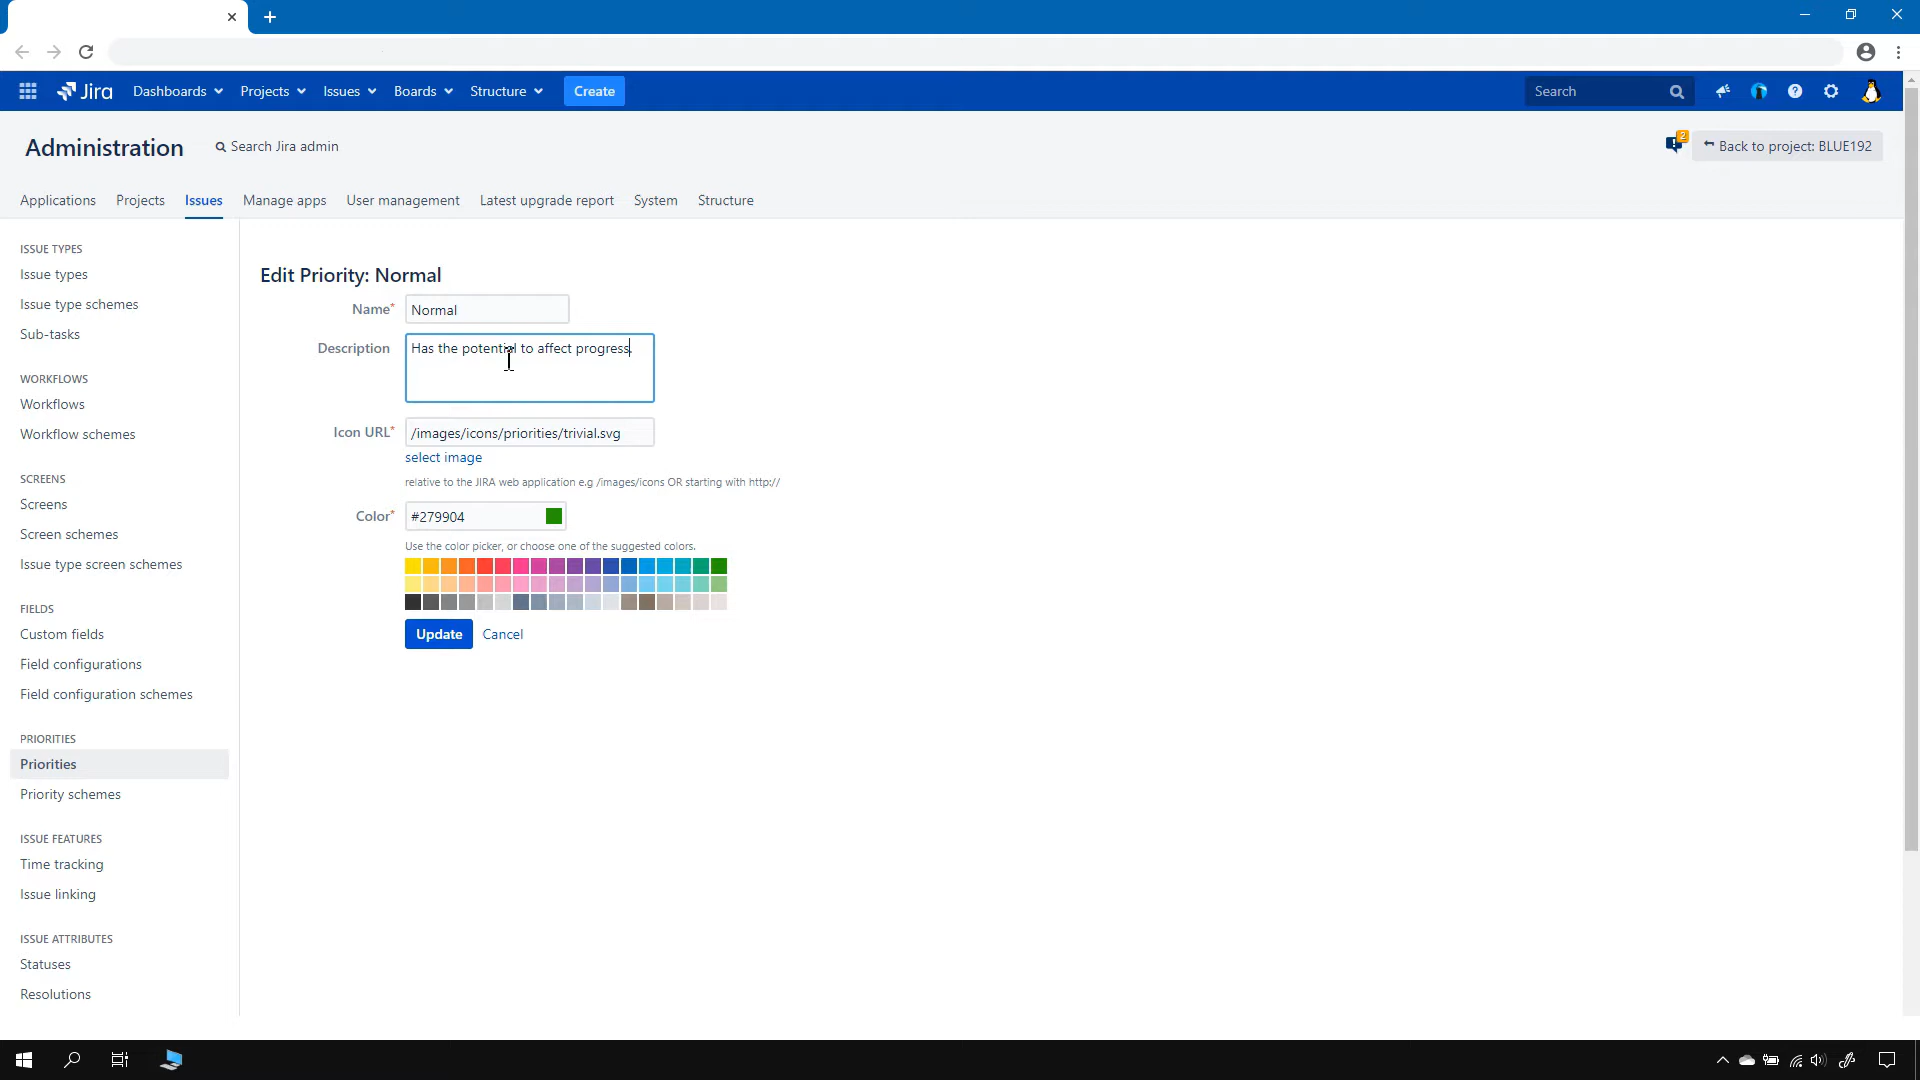 Jira
Dashboards
Projects
Issues
Boards
Structure
Create
Search
Administration
Search Jira admin
2
Back to project: BLUE192
Applications
Projects
Issues
Manage apps
User management
Latest upgrade report
System
Structure
ISSUE TYPES
Issue types
Issue type schemes
Sub-tasks
WORKFLOWS
Workflows
Workflow schemes
SCREENS
Screens
Screen schemes
Issue type screen schemes
FIELDS
Custom fields
Field configurations
Field configuration schemes
PRIORITIES
Priorities
Priority schemes
ISSUE FEATURES
Time tracking
Issue linking
ISSUE ATTRIBUTES
Statuses
Resolutions
Edit Priority: Normal
Name*
Normal
Description
Has the potential to affect progress.
Icon URL*
/images/icons/priorities/trivial.svg
select image
relative to the JIRA web application e.g /images/icons OR starting with http://
Color*
#279904
Use the color picker, or choose one of the suggested colors.
Update
Cancel